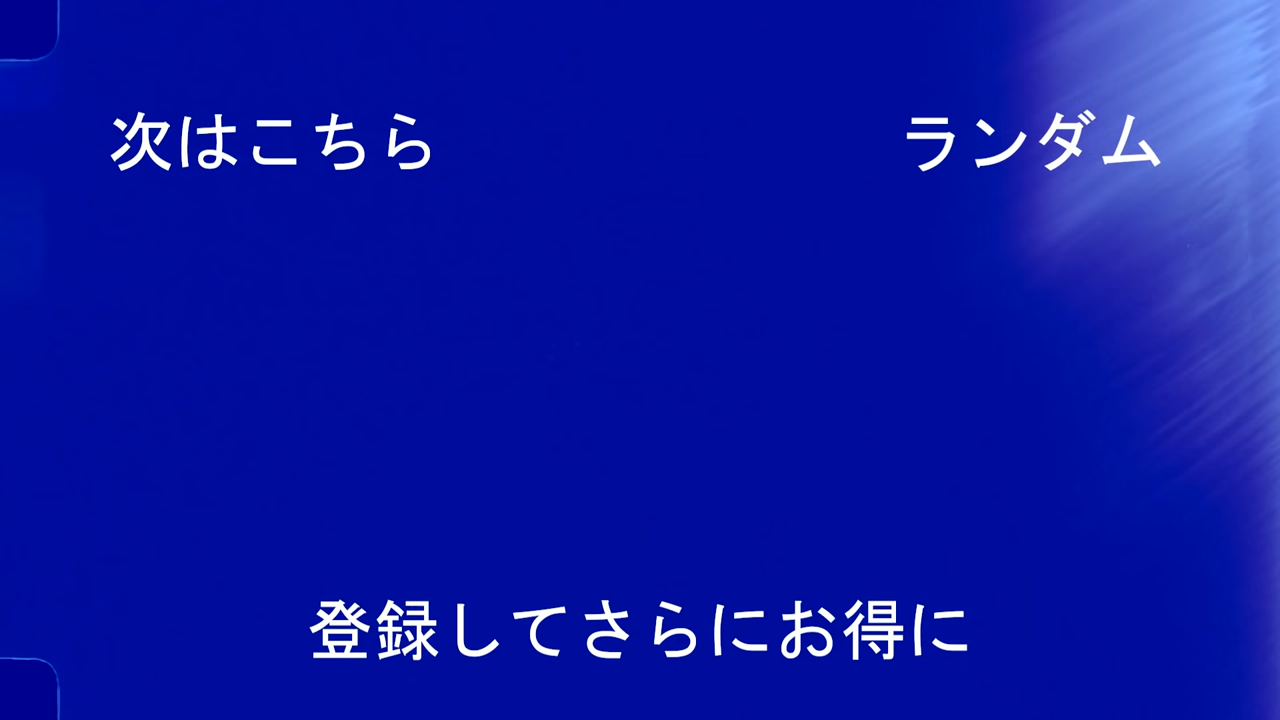 次はこちら
ランダム
登録してさらにお得に